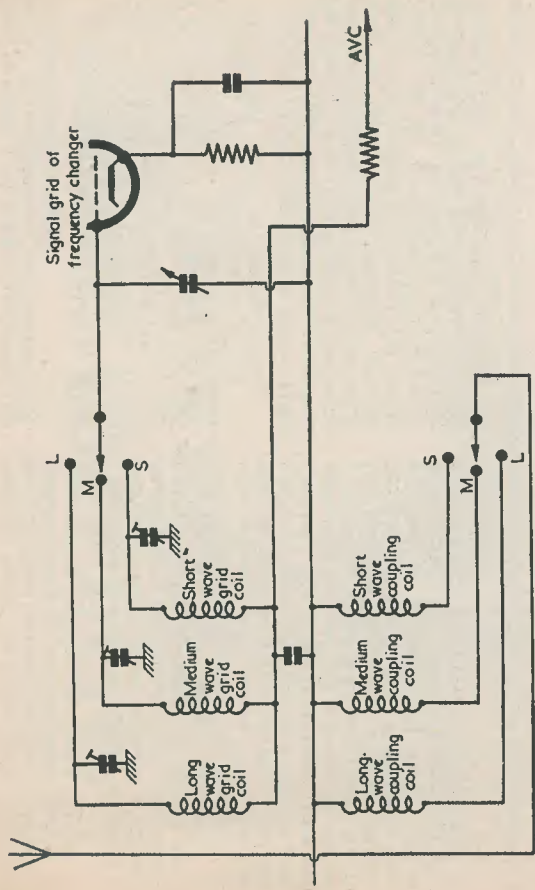 Signal grid of
frequency changer
AVC
L
M
S
Short
wave
grid
coil
Medium
wave
grid
coil
Long
wave
grid
coil
Short
wave
coupling
coil
Medium
wave
coupling
coil
Long-
wave
coupling
coil
S
M
L